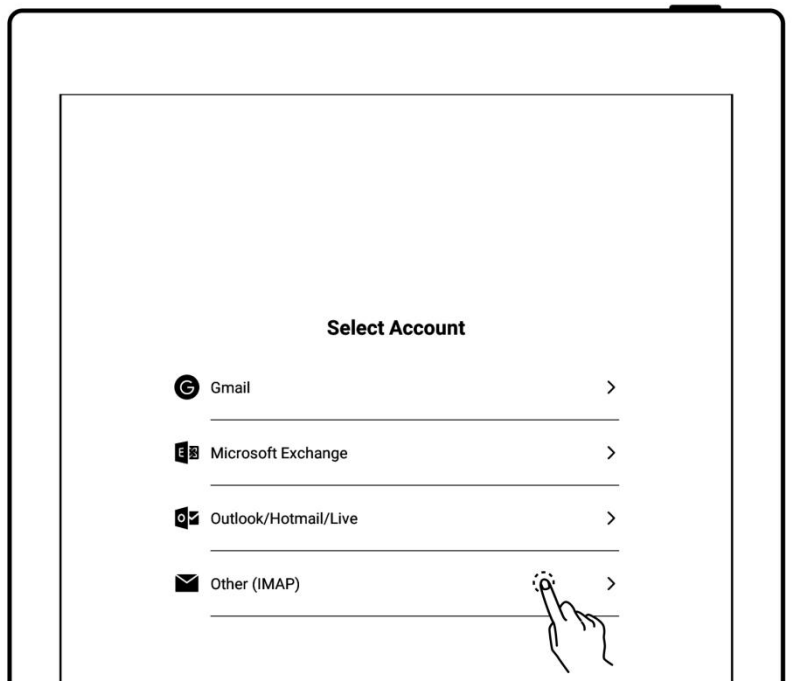 Select Account
G Gmail
E Microsoft Exchange
o Outlook/Hotmail/Live
Other (IMAP)